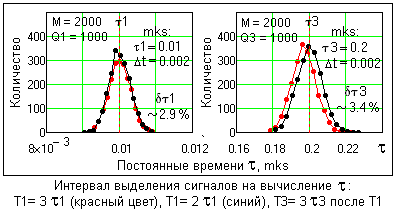 M = 2000
Q1 = 1000
τ1
mks:
τ1=0.01
Δt=0.002
δτ1
~2.9%
Количество
400
300
200
100
0
8×10⁻³
0.01
0.012
M = 2000
Q3 = 1000
τ3
mks:
τ3=0.2
Δt=0.002
δτ3
~3.4%
Количество
400
300
200
100
0
0.16
0.18
0.2
0.22
τ
Постоянные времени τ, mks
Интервал выделения сигналов на вычисление τ:
T1= 3 τ1 (красный цвет), T1= 2 τ1 (синий), T3= 3 τ3 после T1